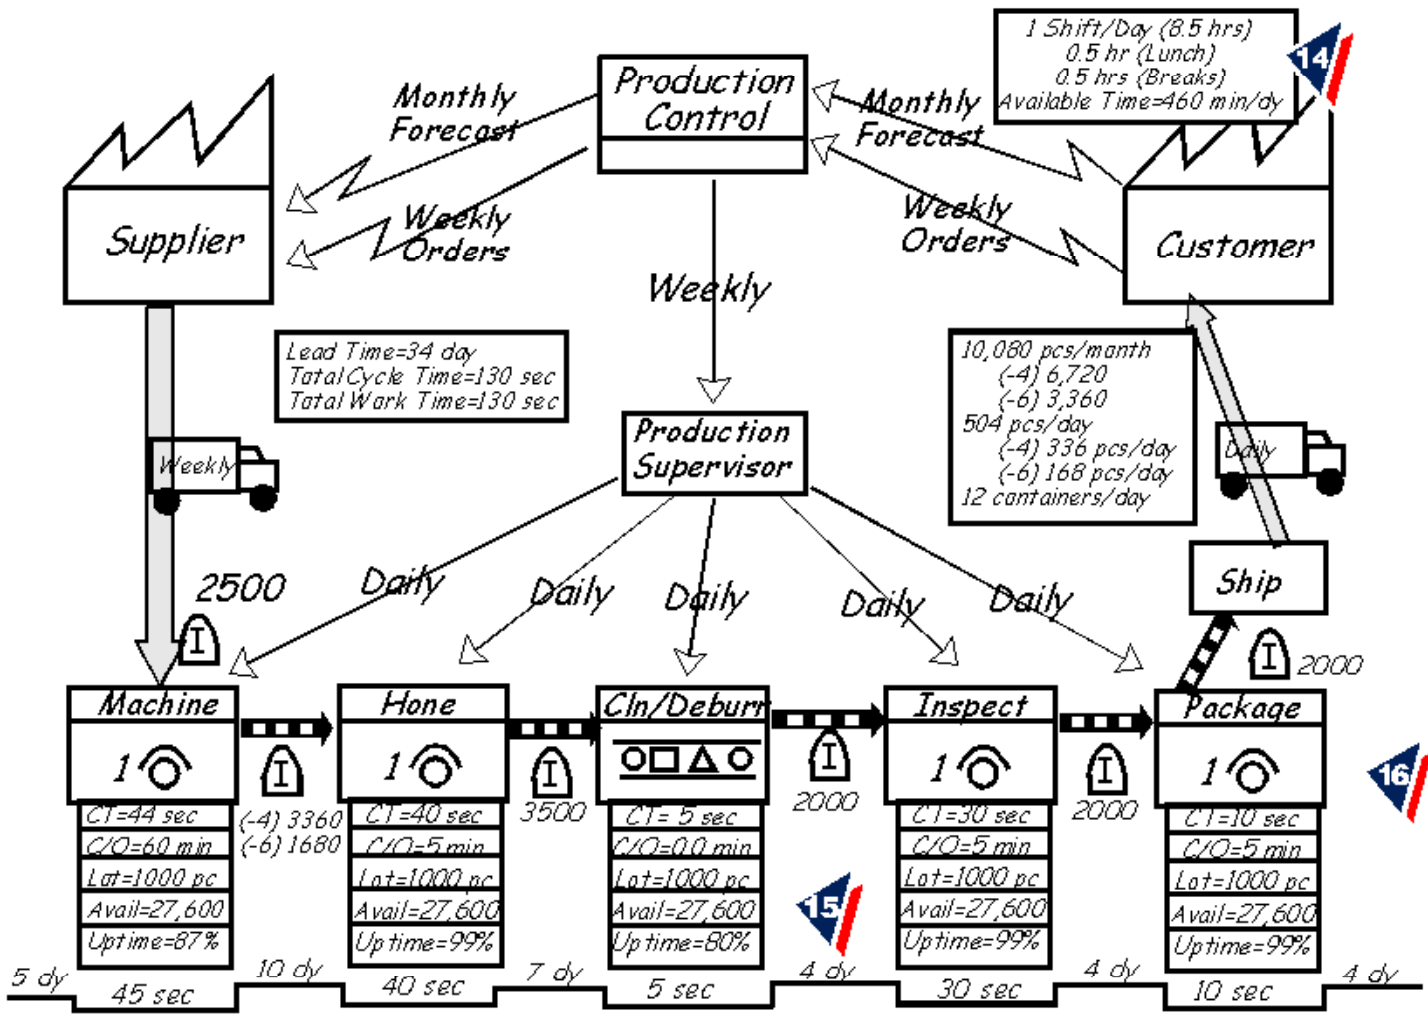 1 Shift/Day (8.5 hrs)
0.5 hr (Lunch)
0.5 hrs (Breaks)
Available Time=460 min/dy
14
Production
Control
Monthly
Forecast
Monthly
Forecast
Weekly
Orders
Weekly
Orders
Supplier
Customer
Weekly
Lead Time=34 day
Total Cycle Time=130 sec
Total Work Time=130 sec
10,080 pcs/month
(-4) 6,720
(-6) 3,360
504 pcs/day
(-4) 336 pcs/day
(-6) 168 pcs/day
12 containers/day
Production
Supervisor
Weekly
Daily
2500
I
Daily
Daily
Daily
Daily
Daily
Ship
I
2000
Machine
1
CT=44 sec
C/O=60 min
Lot=1000 pc
Avail=27,600
Uptime=87%
I
(-4) 3360
(-6) 1680
Hone
1
CT=40 sec
C/O=5 min
Lot=1000 pc
Avail=27,600
Uptime=99%
I
3500
Cln/Deburr
CT= 5 sec
C/O=0.0 min
Lot=1000 pc
Avail=27,600
Uptime=80%
I
2000
15
Inspect
1
CT=30 sec
C/O=5 min
Lot=1000 pc
Avail=27,600
Uptime=99%
I
2000
Package
1
CT=10 sec
C/O=5 min
Lot=1000 pc
Avail=27,600
Uptime=99%
16
5 dy
45 sec
10 dy
40 sec
7 dy
5 sec
4 dy
30 sec
4 dy
10 sec
4 dy